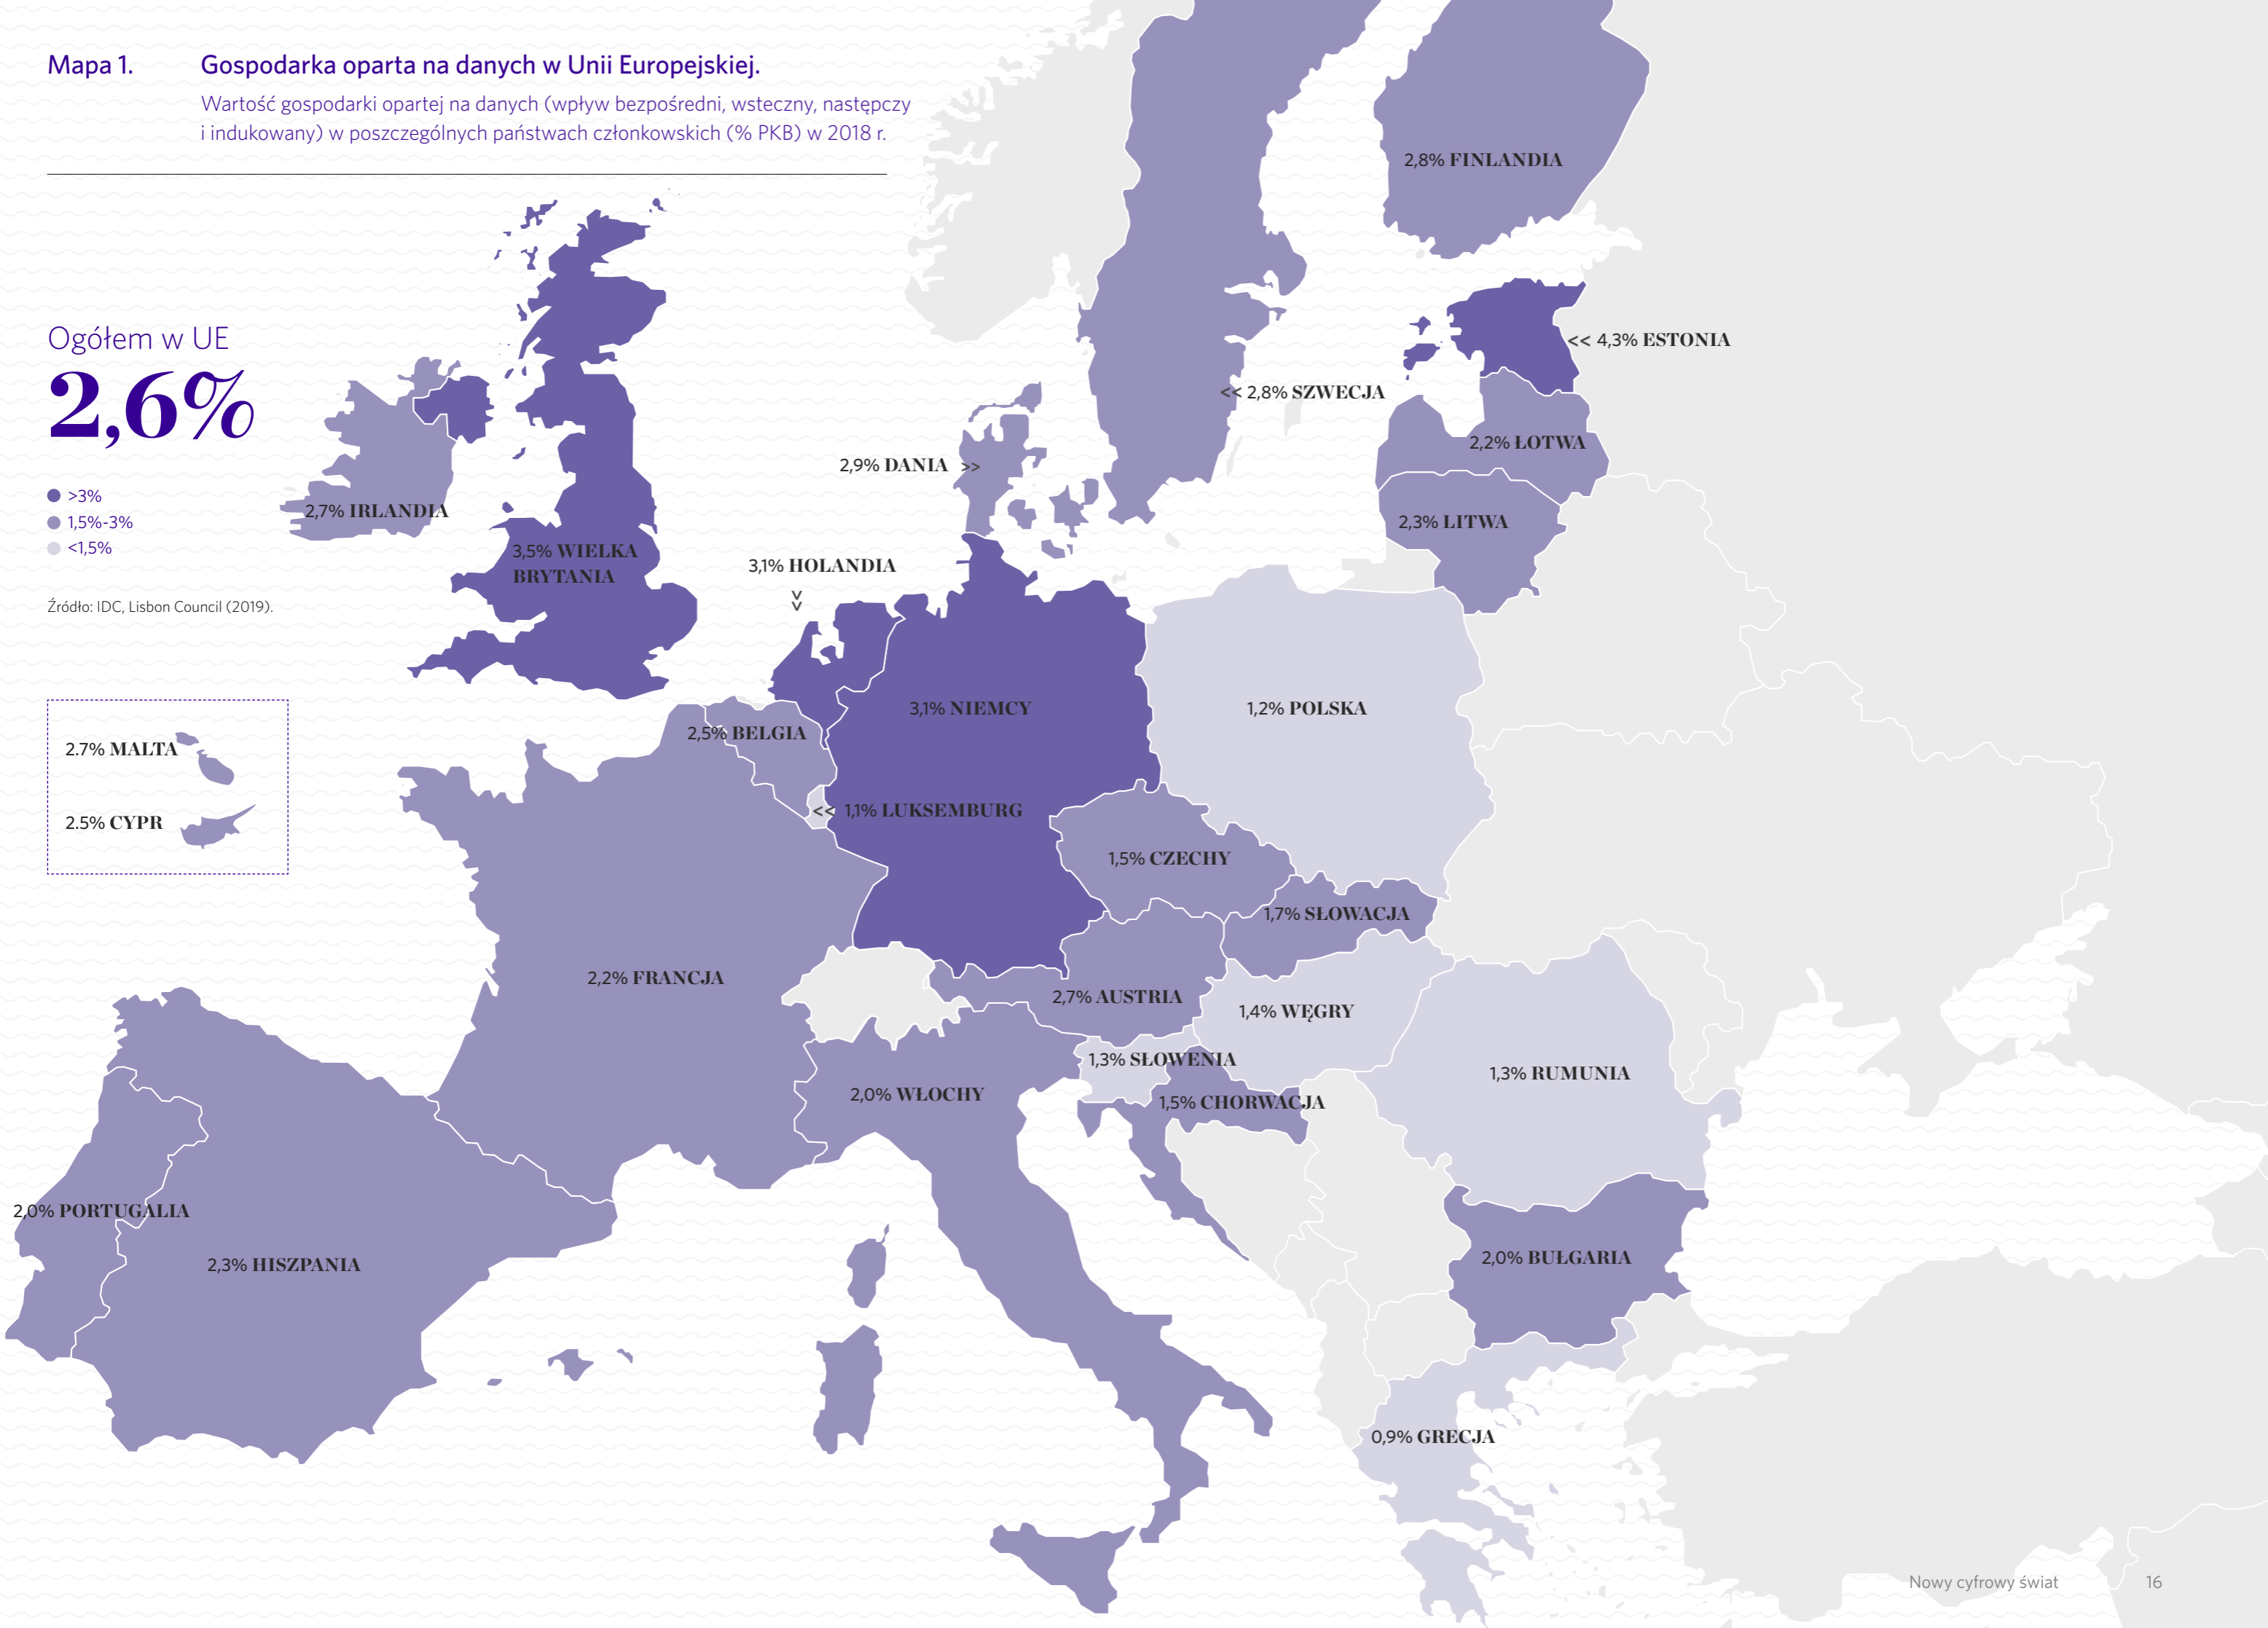 Mapa 1.
Gospodarka oparta na danych w Unii Europejskiej.
Wartość gospodarki opartej na danych (wpływ bezpośredni, wsteczny, następczy
i indukowany) w poszczególnych państwach członkowskich (% PKB) w 2018 r.
2,8% FINLANDIA
Ogółem w UE
2,6%
<< 4,3% ESTONIA
<< 2,8% SZWECJA
2,2% ŁOTWA
2,9% DANIA >>
>3%
1,5%-3%
<1,5%
2,7% IRLANDIA
2,3% LITWA
3,5% WIELKA
BRYTANIA
3,1% HOLANDIA
>>
Źródło: IDC, Lisbon Council (2019).
3,1% NIEMCY
1,2% POLSKA
2,5% BELGIA
2.7% MALTA
2.5% CYPR
<< 1,1% LUKSEMBURG
1,5% CZECHY
1,7% SŁOWACJA
2,2% FRANCJA
2,7% AUSTRIA
1,4% WĘGRY
1,3% SŁOWENIA
1,3% RUMUNIA
2,0% WŁOCHY
1,5% CHORWACJA
2,0% PORTUGALIA
2,3% HISZPANIA
2,0% BUŁGARIA
0,9% GRECJA
Nowy cyfrowy świat 16